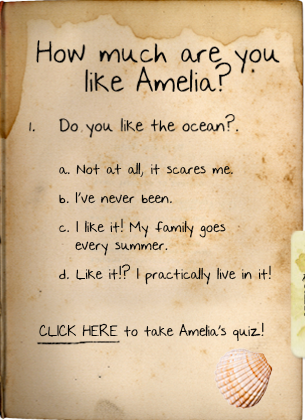 How much are you
like Amelia?
1. Do you like the ocean?.
a. Not at all, it scares me.
b. I've never been.
c. I like it! My family goes
every summer.
d. Like it!? I practically live in it!
CLICK HERE to take Amelia's quiz!